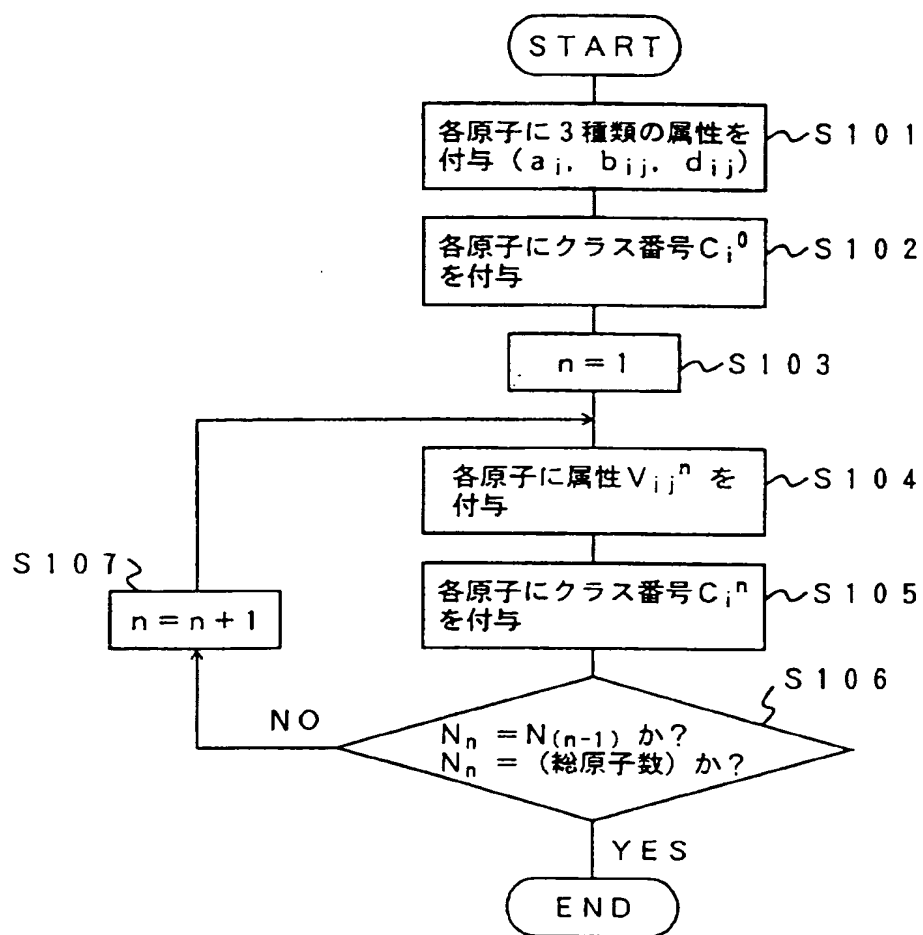 START
各原子に3種類の属性を
付与 (ai, bij, dij)
S101
各原子にクラス番号Ci⁰
を付与
S102
n=1
S103
各原子に属性Vijⁿ を
付与
S104
S107
n=n+1
各原子にクラス番号Ciⁿ
を付与
S105
S106
NO
Nn =N(n-1) か?
Nn = (総原子数) か?
YES
END